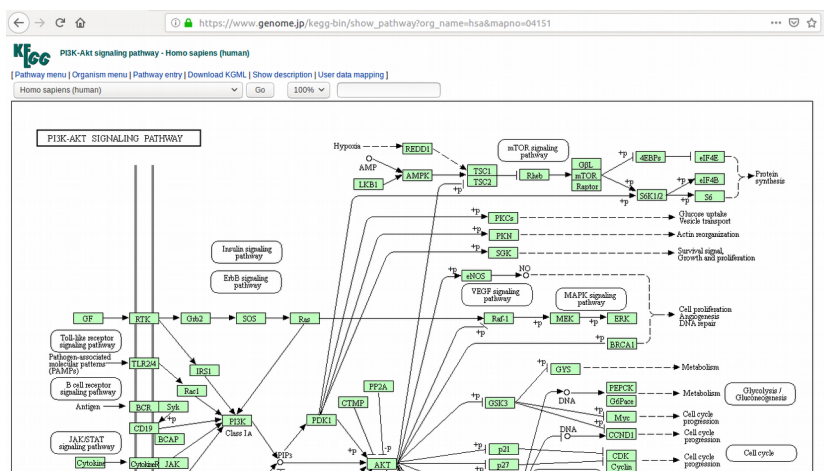 https://www.genome.jp/kegg-bin/show_pathway?org_name=hsa&mapno=04151
KEGG
PI3K-Akt signaling pathway - Homo sapiens (human)
[ Pathway menu | Organism menu | Pathway entry | Download KGML | Show description | User data mapping ]
Homo sapiens (human)
Go
100%
PI3K-AKT SIGNALING PATHWAY
Hypoxia
REDD1
mTOR signaling
pathway
AMP
LKB1
AMPK
TSC1
TSC2
+p
Rheb
GβL
mTOR
Raptor
+p
4EBPs
eIF4E
+p
eIF4B
S6K1/2
+p
+p
S6
Protein
synthesis
+p
PKCs
Glucose uptake
Vesicle transport
+p
PKN
Actin reorganization
+p
SGK
Survival signal,
Growth and proliferation
Insulin signaling
pathway
ErbB signaling
pathway
+p
eNOS
NO
VEGF signaling
pathway
MAPK signaling
pathway
GF
RTK
Grb2
SOS
Ras
Raf-1
+p
+p
MEK
+p
ERK
Cell proliferation
Angiogenesis
DNA repair
BRCA1
Toll-like receptor
signaling pathway
Pathogen-associated
molecular patterns
(PAMPs)
TLR2/4
IRS1
B cell receptor
signaling pathway
Rac1
Antigen
BCR
Syk
+p
CD19
BCAP
PI3K
Class 1A
JAK/STAT
signaling pathway
Cytokine
CytokineR
JAK
PIP3
PDK1
CTMP
PP2A
+p
-p
AKT
+p
GYS
Metabolism
+p
GSK3
DNA
PEPCK
G6Pace
Metabolism
Glycolysis /
Gluconeogenesis
+p
Myc
Cell cycle
progression
DNA
+p
CCND1
Cell cycle
progression
+p
p21
+p
p27
CDK
Cyclin
Cell cycle
progression
Cell cycle